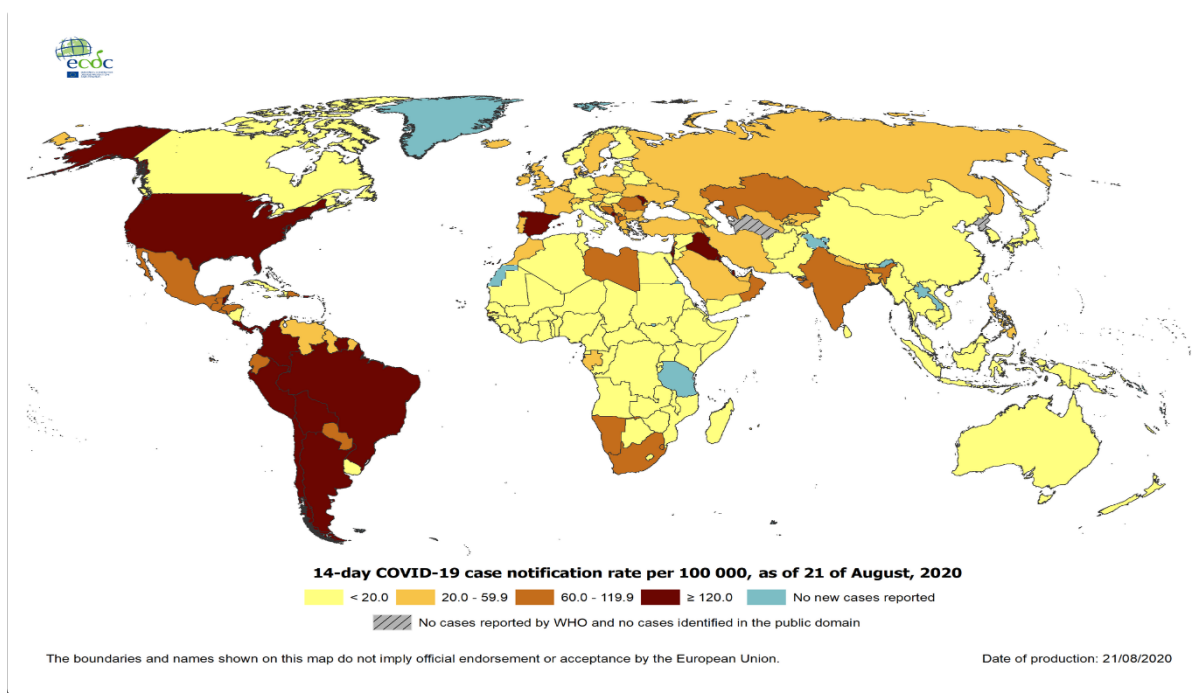 ecdc
14-day COVID-19 case notification rate per 100 000, as of 21 of August, 2020
< 20.0 20.0 - 59.9 60.0 - 119.9 ≥ 120.0 No new cases reported
No cases reported by WHO and no cases identified in the public domain
The boundaries and names shown on this map do not imply official endorsement or acceptance by the European Union. Date of production: 21/08/2020